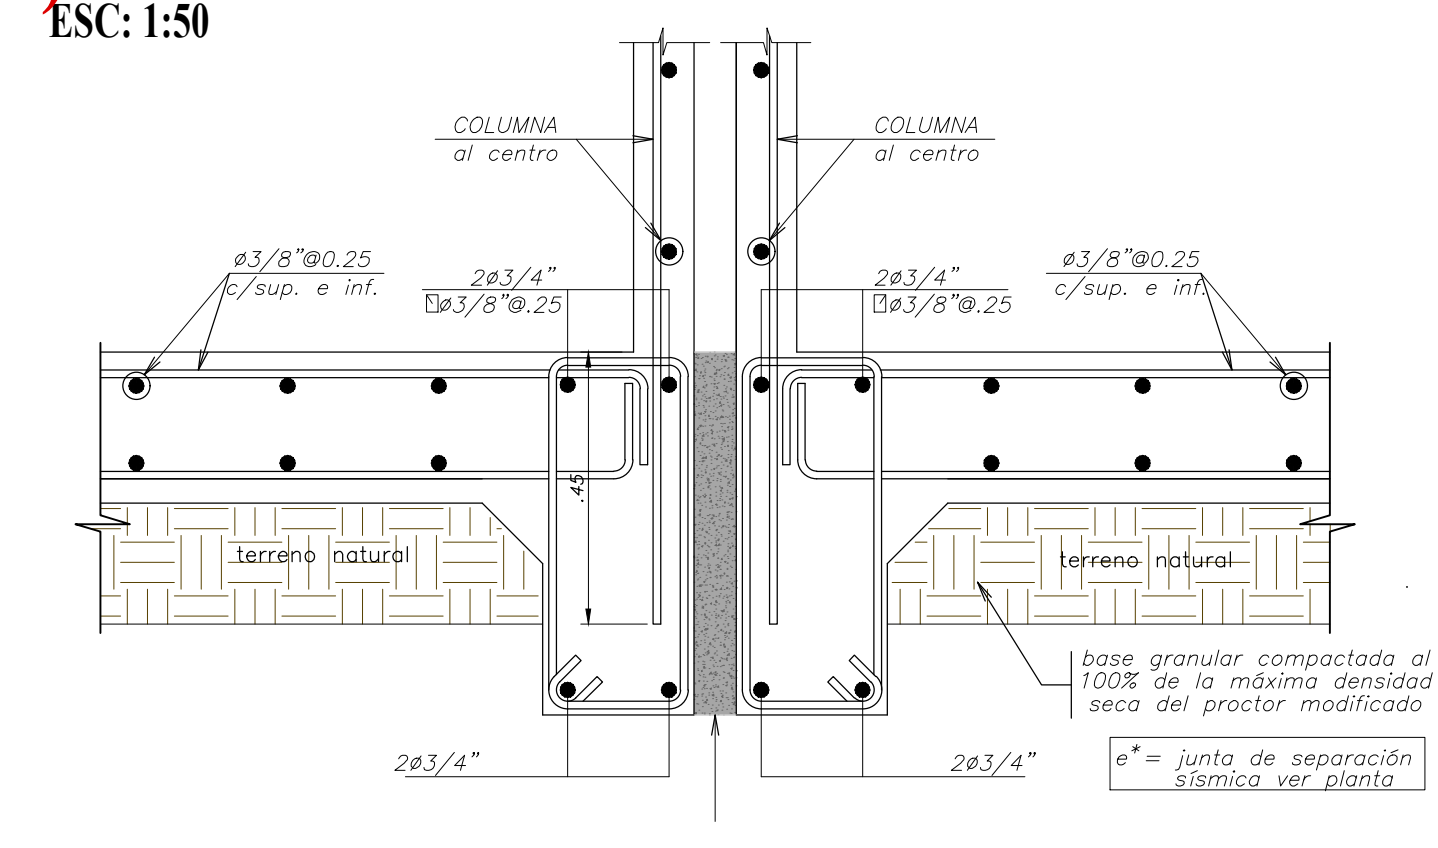 ESC: 1:50
COLUMNA
al centro
COLUMNA
al centro
ø3/8"@0.25
c/sup. e inf.
2ø3/4"
ø3/8"@.25
2ø3/4"
ø3/8"@.25
ø3/8"@0.25
c/sup. e inf.
.45
terreno natural
terreno natural
base granular compactada al
100% de la máxima densidad
seca del proctor modificado
2ø3/4"
2ø3/4"
e*= junta de separación
sísmica ver planta